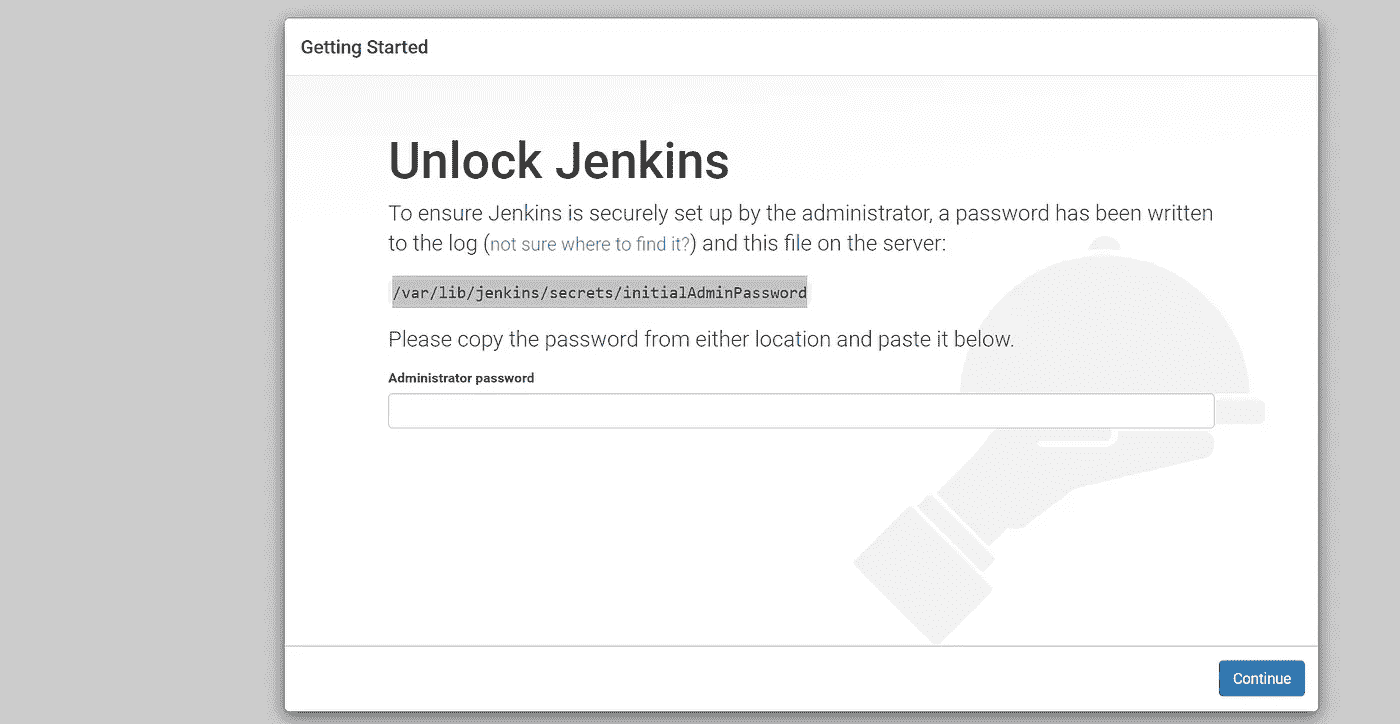 Getting Started
Unlock Jenkins
To ensure Jenkins is securely set up by the administrator, a password has been written
to the log (not sure where to find it?) and this file on the server:
/var/lib/jenkins/secrets/initialAdminPassword
Please copy the password from either location and paste it below.
Administrator password
Continue